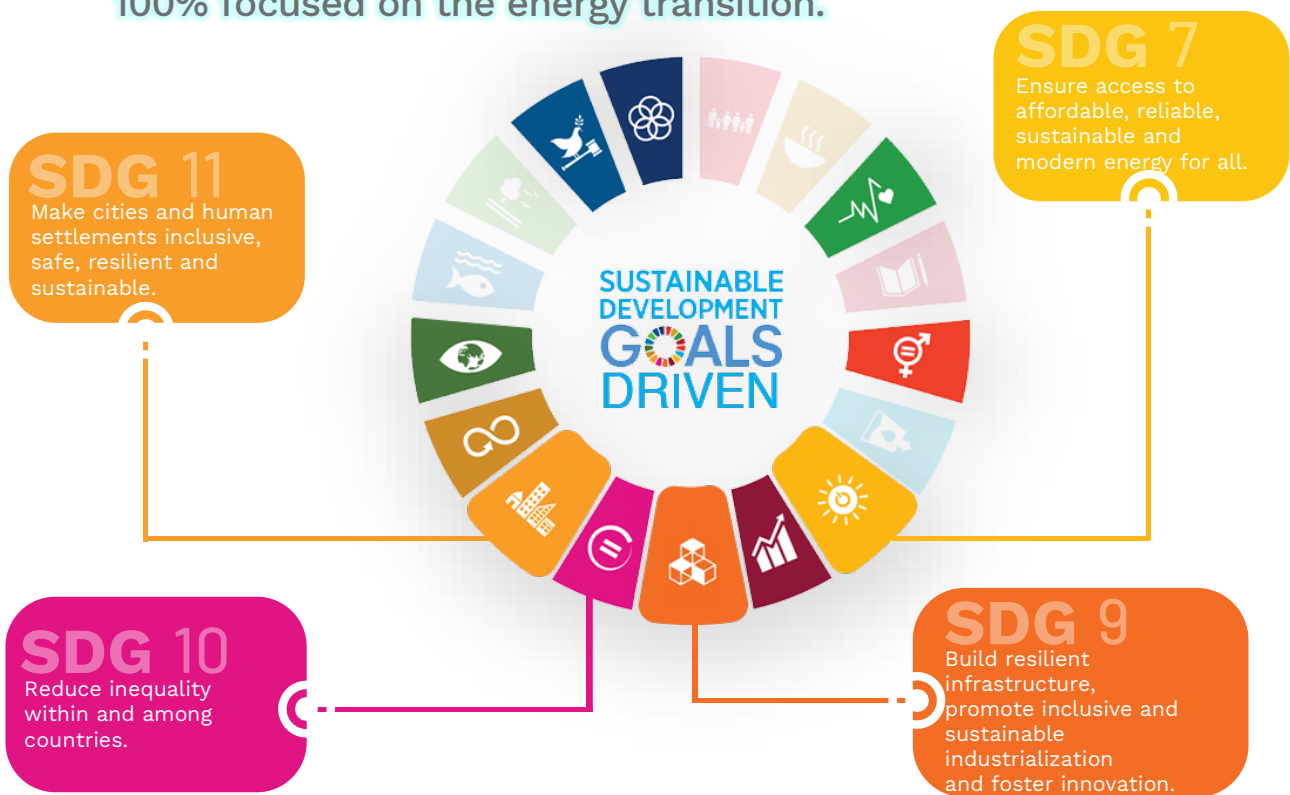 100% focused on the energy transition.
SDG 7
Ensure access to
affordable, reliable,
sustainable and
modern energy for all.
SDG 11
Make cities and human
settlements inclusive,
safe, resilient and
sustainable.
SUSTAINABLE
DEVELOPMENT
GOALS
DRIVEN
SDG 10
Reduce inequality
within and among
countries.
SDG 9
Build resilient
infrastructure,
promote inclusive and
sustainable
industrialization
and foster innovation.